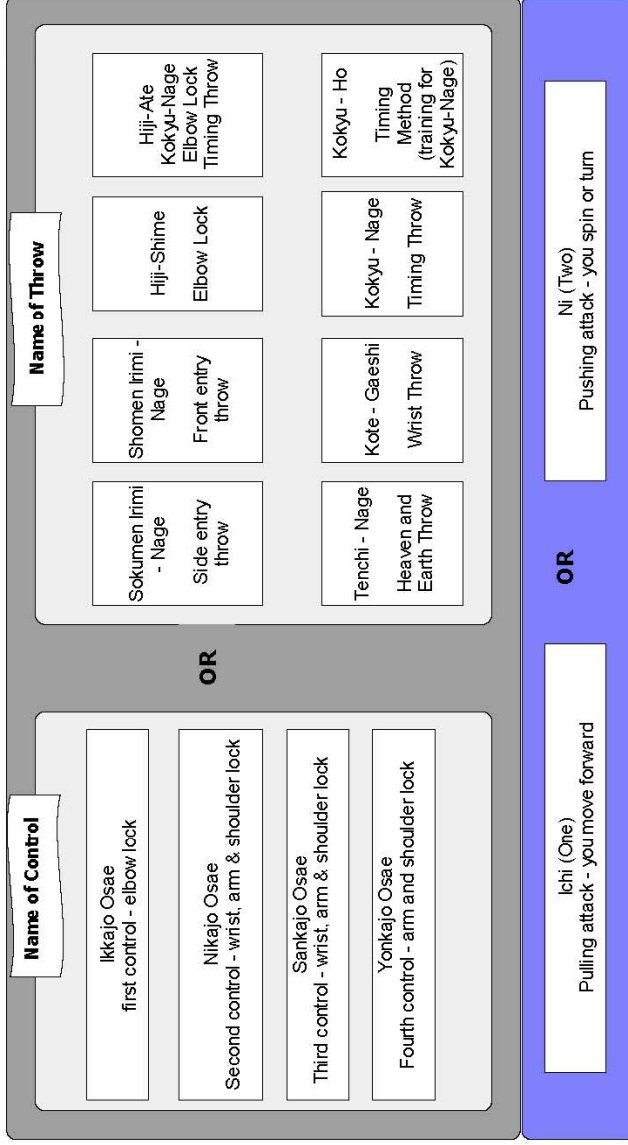 Name of Control
Ikkajo Osae
first control - elbow lock
Nikajo Osae
Second control - wrist, arm & shoulder lock
Sankajo Osae
Third control - wrist, arm & shoulder lock
Yonkajo Osae
Fourth control - arm and shoulder lock
OR
Name of Throw
Sokumen Irimi
- Nage
Side entry
throw
Shomen Irimi -
Nage
Front entry
throw
Hiji-Shime
Elbow Lock
Hiji-Ate
Kokyu-Nage
Elbow Lock
Timing Throw
Tenchi - Nage
Heaven and
Earth Throw
Kote - Gaeshi
Wrist Throw
Kokyu - Nage
Timing Throw
Kokyu - Ho
Timing
Method
(training for
Kokyu-Nage)
Ichi (One)
Pulling attack - you move forward
OR
Ni (Two)
Pushing attack - you spin or turn